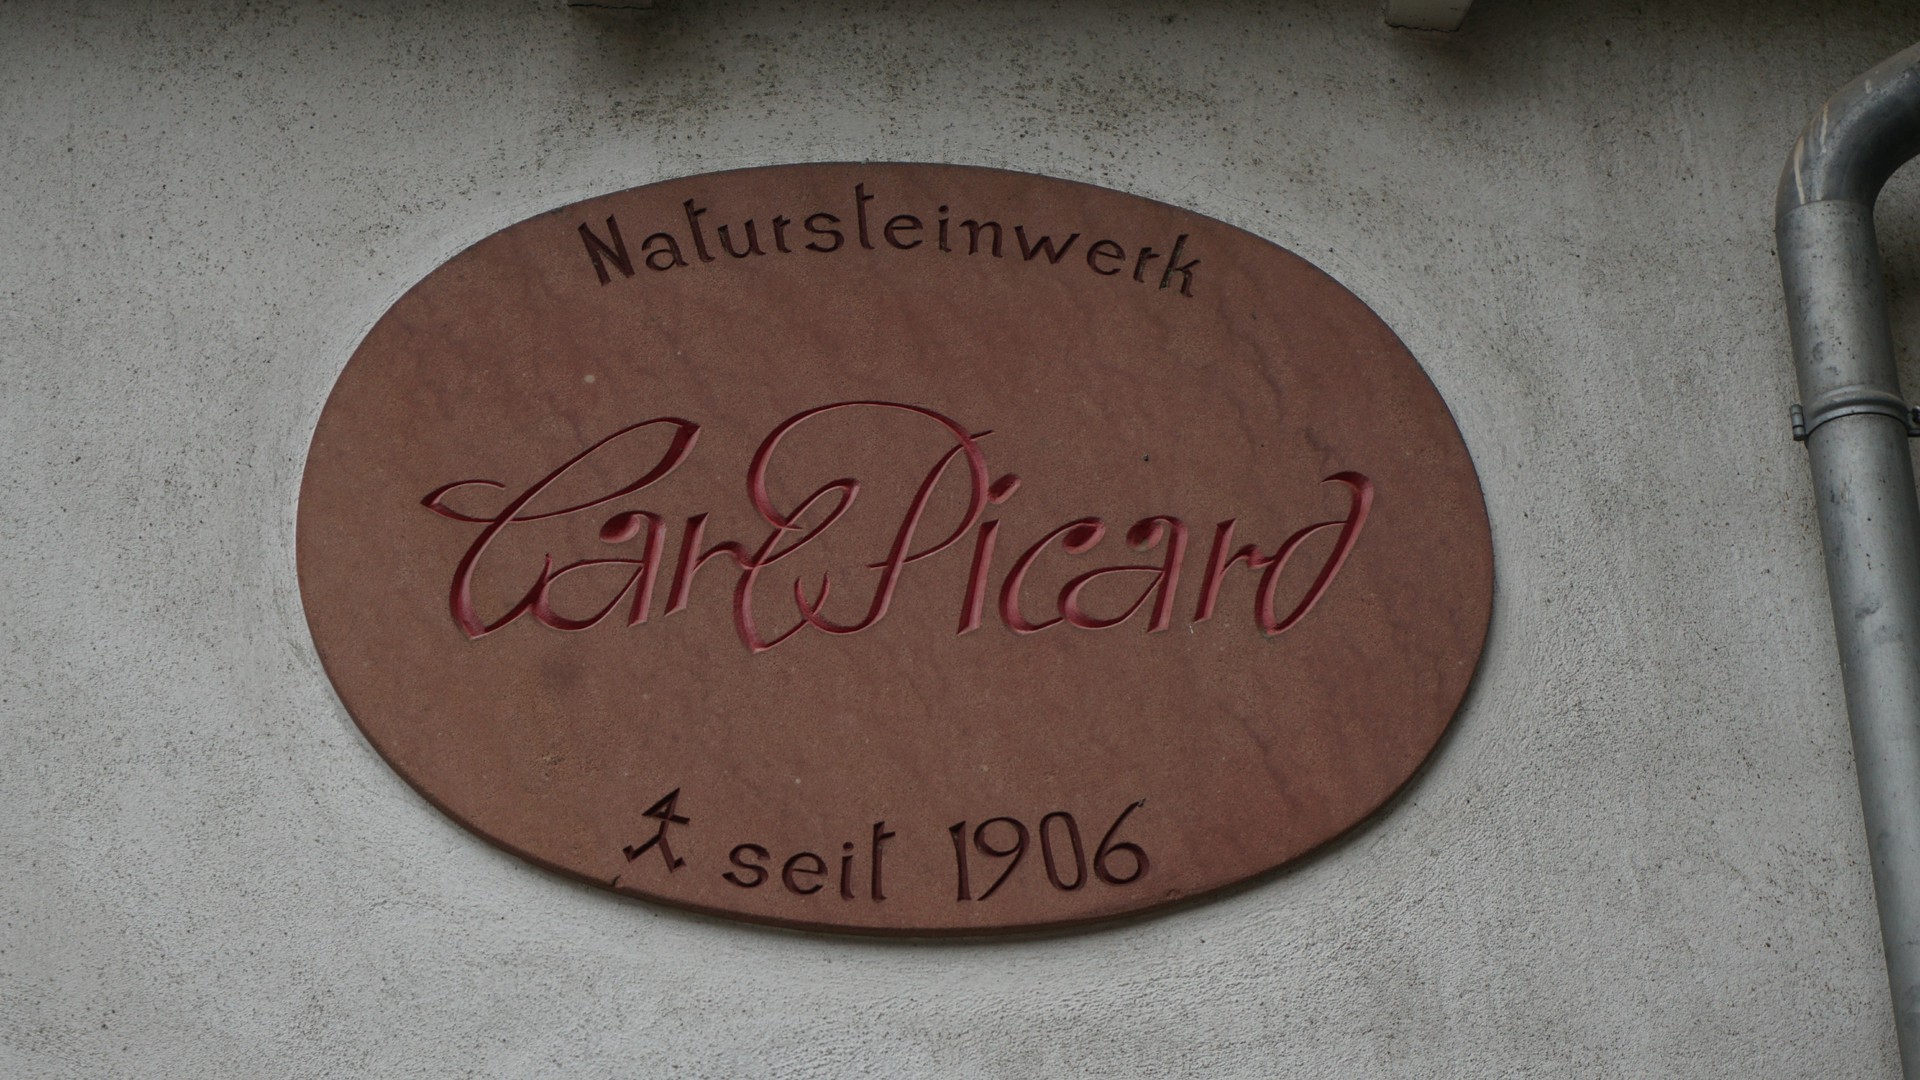 Natursteinwerk
Carl Picard
seit 1906